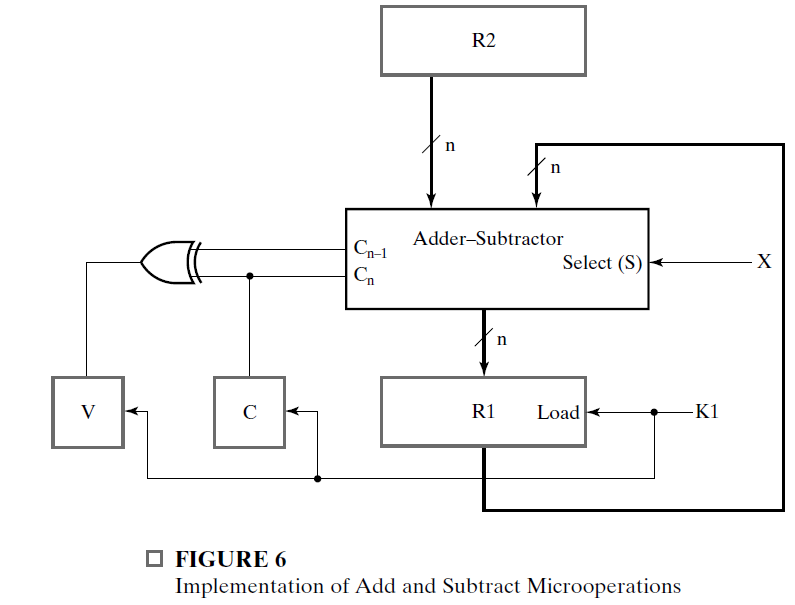 R2
n
n
Adder–Subtractor
Cn–1
Select (S)
X
Cn
n
V
C
R1
Load
K1
FIGURE 6
Implementation of Add and Subtract Microoperations